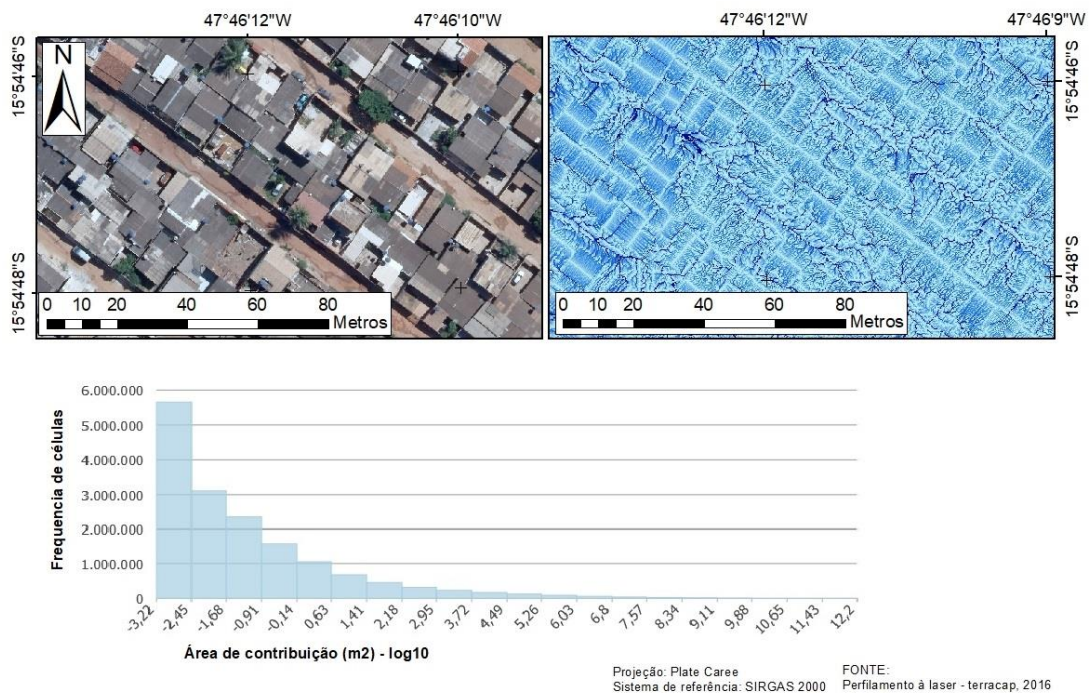 47°46'12"W
47°46'10"W
47°46'12"W
47°46'9"W
15°54'46"S
N
15°54'46"S
15°54'48"S
0 10 20 40 60 80
Metros
0 10 20 40 60 80
Metros
15°54'48"S
Frequencia de células
6.000.000
5.000.000
4.000.000
3.000.000
2.000.000
1.000.000
0
-3,22 -2,45 -1,68 -0,91 -0,14 0,63 1,41 2,18 2,95 3,72 4,49 5,26 6,03 6,8 7,57 8,34 9,11 9,88 10,65 11,43 12,2
Área de contribuição (m2) - log10
Projeção: Plate Caree
Sistema de referência: SIRGAS 2000
FONTE:
Perfilamento à laser - terracap, 2016